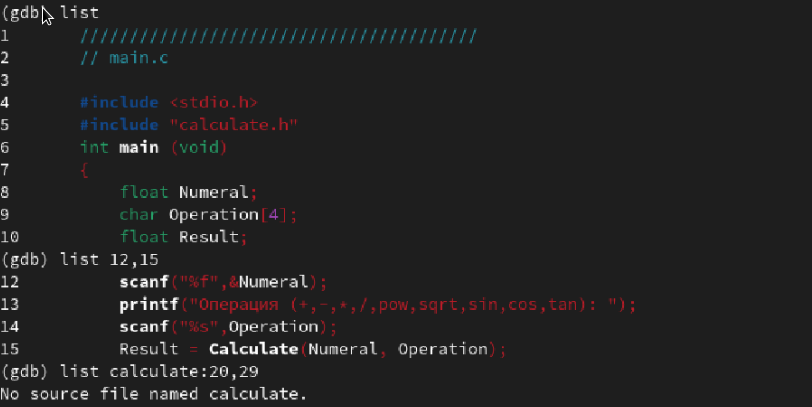 (gdb) list
1 ////////////////////////////////////////
2 // main.c
3
4 #include <stdio.h>
5 #include "calculate.h"
6 int main (void)
7 {
8 float Numeral;
9 char Operation[4];
10 float Result;
(gdb) list 12,15
12 scanf("%f",&Numeral);
13 printf("Операция (+,-,*,/,pow,sqrt,sin,cos,tan): ");
14 scanf("%s",Operation);
15 Result = Calculate(Numeral, Operation);
(gdb) list calculate:20,29
No source file named calculate.